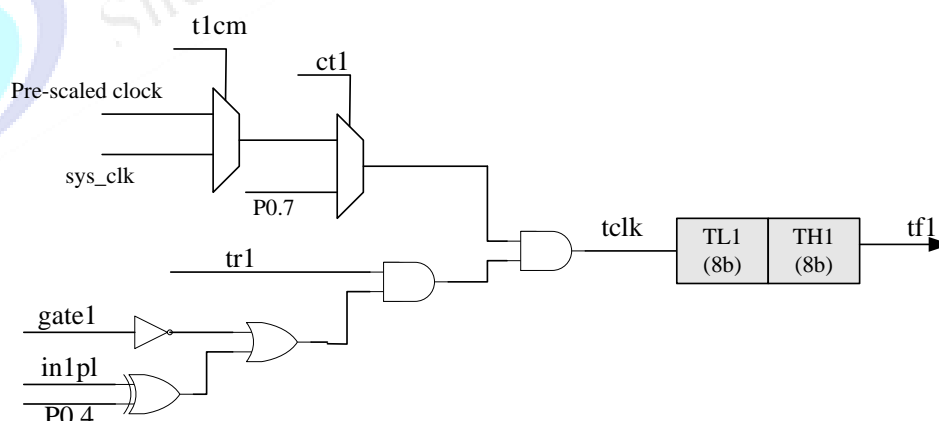 t1cm
ct1
Pre-scaled clock
sys_clk
P0.7
tclk
TL1
(8b)
TH1
(8b)
tf1
tr1
gate1
in1pl
P0.4